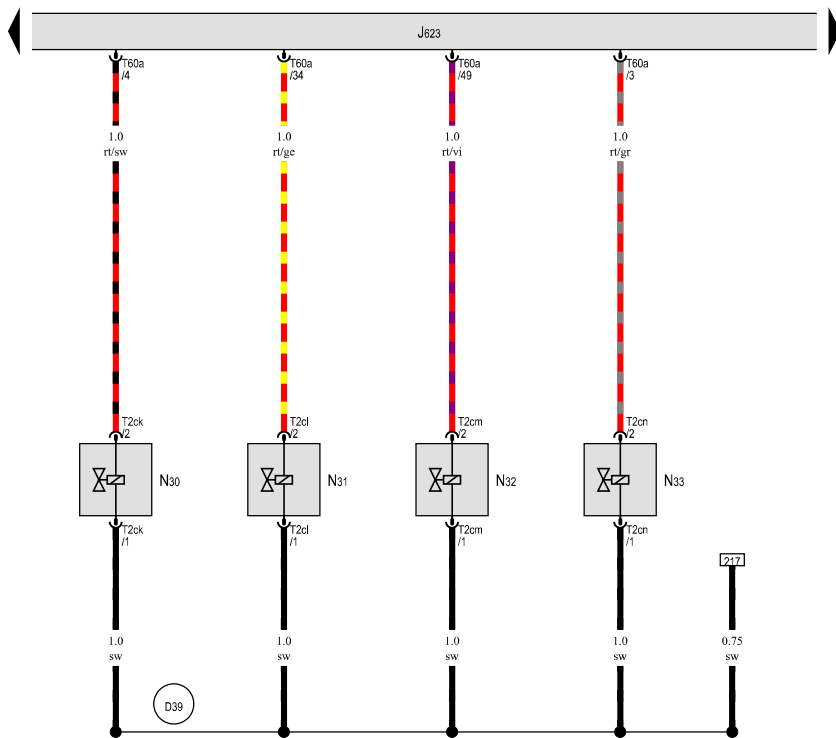 J623
T60a
/4
T60a
/34
T60a
/49
T60a
/3
1.0
rt/sw
1.0
rt/ge
1.0
rt/vi
1.0
rt/gr
T2ck
/2
T2cl
/2
T2cm
/2
T2cn
/2
N30
N31
N32
N33
T2ck
/1
T2cl
/1
T2cm
/1
T2cn
/1
217
1.0
sw
1.0
sw
1.0
sw
1.0
sw
0.75
sw
D39